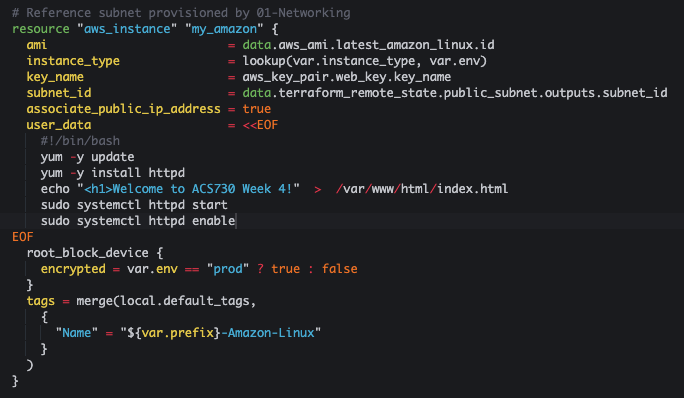 # Reference subnet provisioned by 01-Networking
resource "aws_instance" "my_amazon" {
  ami                         = data.aws_ami.latest_amazon_linux.id
  instance_type               = lookup(var.instance_type, var.env)
  key_name                    = aws_key_pair.web_key.key_name
  subnet_id                   = data.terraform_remote_state.public_subnet.outputs.subnet_id
  associate_public_ip_address = true
  user_data                   = <<EOF
    #!/bin/bash
    yum -y update
    yum -y install httpd
    echo "<h1>Welcome to ACS730 Week 4!"  >  /var/www/html/index.html
    sudo systemctl httpd start
    sudo systemctl httpd enable
EOF
  root_block_device {
    encrypted = var.env == "prod" ? true : false
  }
  tags = merge(local.default_tags,
    {
      "Name" = "${var.prefix}-Amazon-Linux"
    }
  )
}